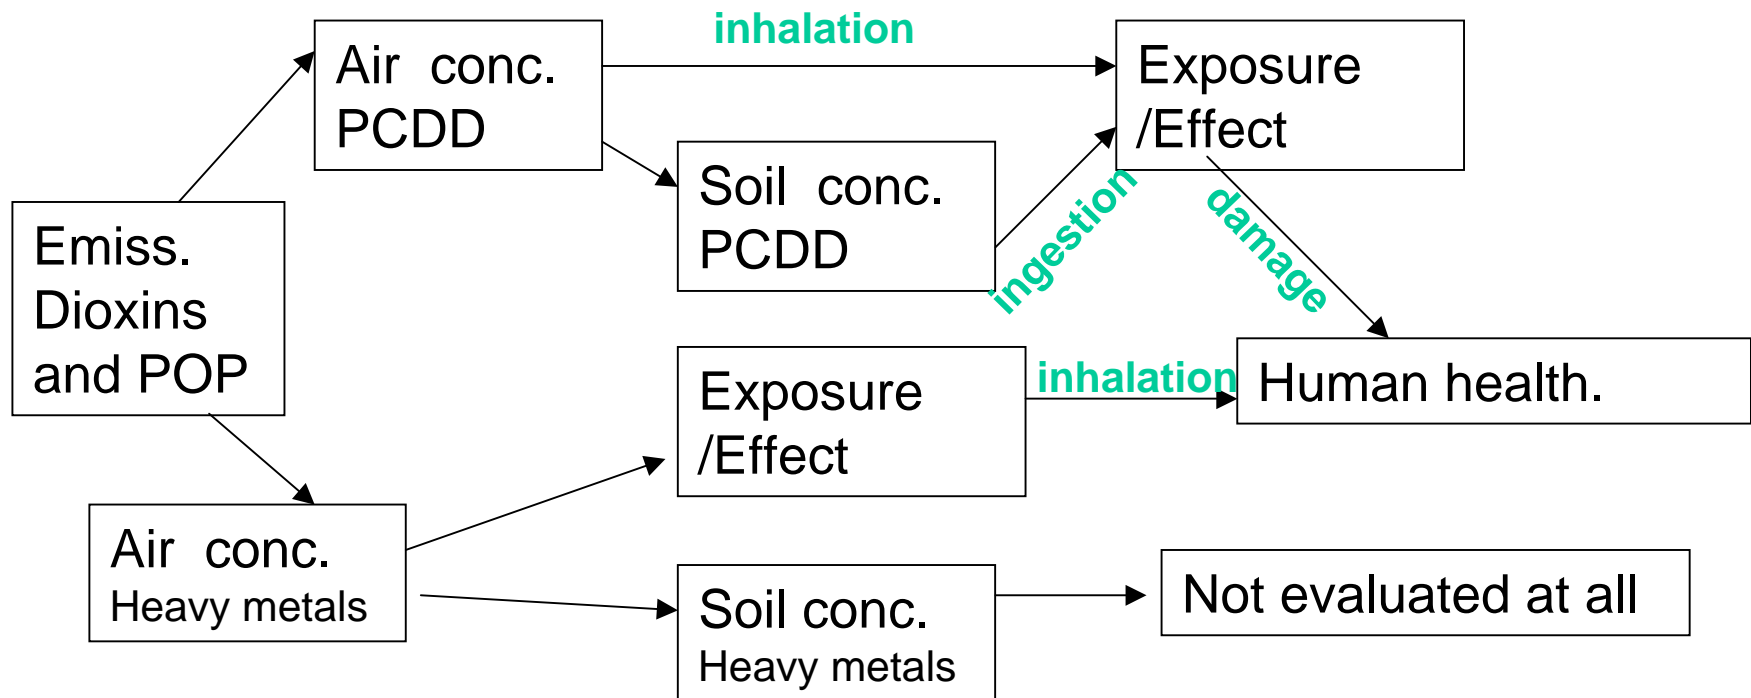 inhalation
Air conc.
PCDD
Exposure
/Effect
Soil conc.
PCDD
ingestion
damage
Emiss.
Dioxins
and POP
Exposure
/Effect
inhalation
Human health.
Air conc.
Heavy metals
Soil conc.
Heavy metals
Not evaluated at all